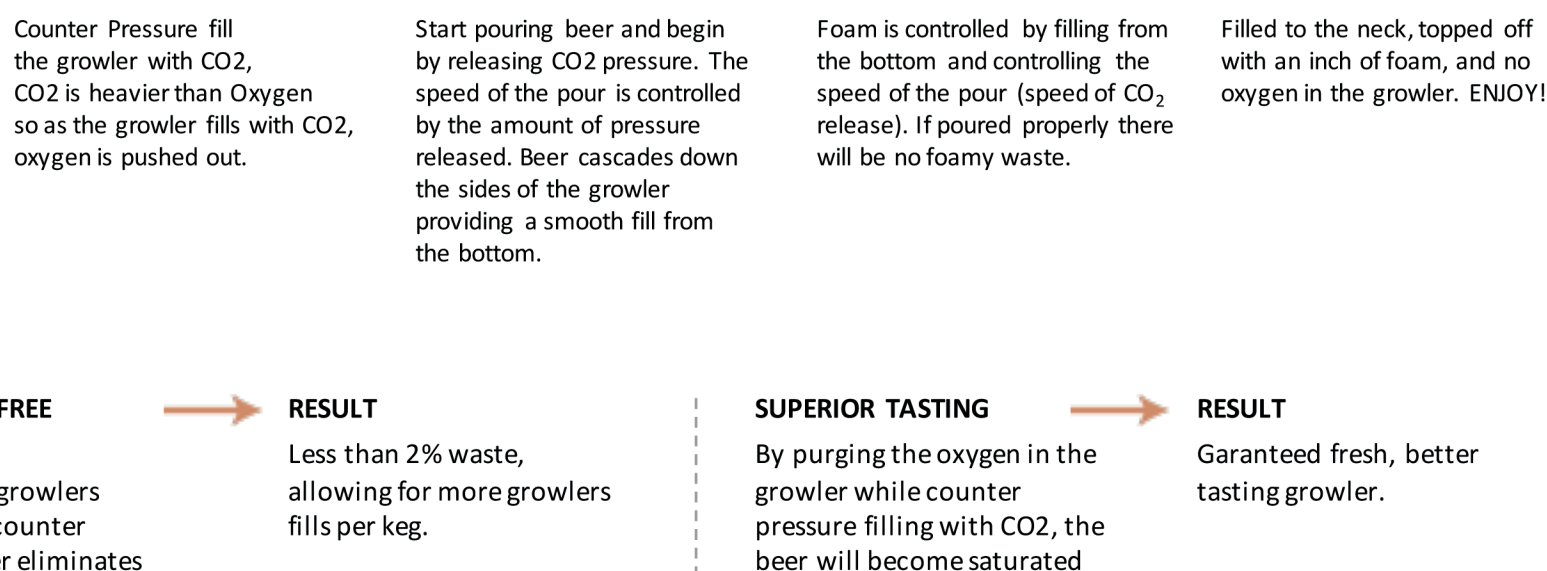 Counter Pressure fill
the growler with CO2,
CO2 is heavier than Oxygen
so as the growler fills with CO2,
oxygen is pushed out.
Start pouring beer and begin
by releasing CO2 pressure. The
speed of the pour is controlled
by the amount of pressure
released. Beer cascades down
the sides of the growler
providing a smooth fill from
the bottom.
Foam is controlled by filling from
the bottom and controlling the
speed of the pour (speed of CO₂
release). If poured properly there
will be no foamy waste.
Filled to the neck, topped off
with an inch of foam, and no
oxygen in the growler. ENJOY!
FREE
growlers
counter
eliminates
RESULT
Less than 2% waste,
allowing for more growlers
fills per keg.
SUPERIOR TASTING
By purging the oxygen in the
growler while counter
pressure filling with CO2, the
beer will become saturated
RESULT
Garanteed fresh, better
tasting growler.